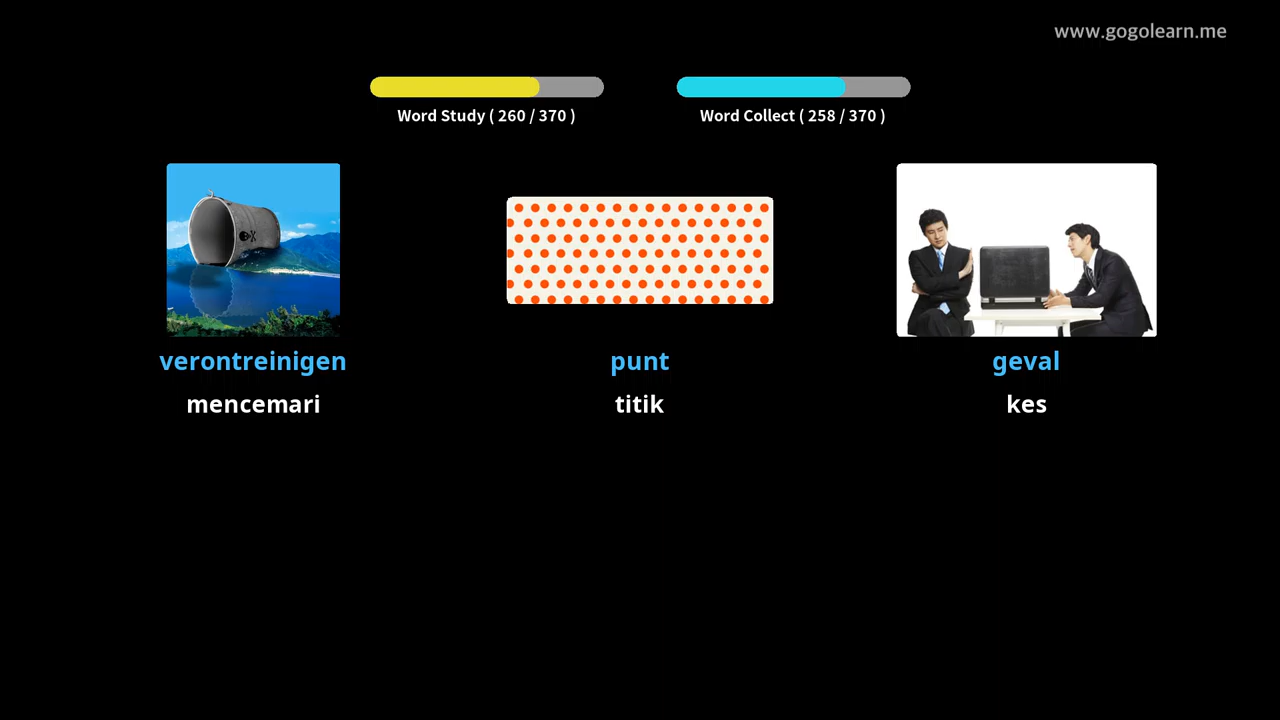 www.gogolearn.me
Word Study ( 260 / 370 )
Word Collect ( 258 / 370 )
verontreinigen
mencemari
punt
titik
geval
kes